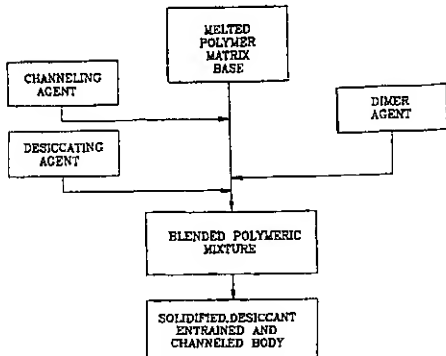 MELTED
POLYMER
MATRIX
BASE
CHANNELING
AGENT
DIMER
AGENT
DESICCATING
AGENT
BLENDED POLYMERIC
MIXTURE
SOLIDIFIED, DESICCANT
ENTRAINED AND
CHANNELED BODY